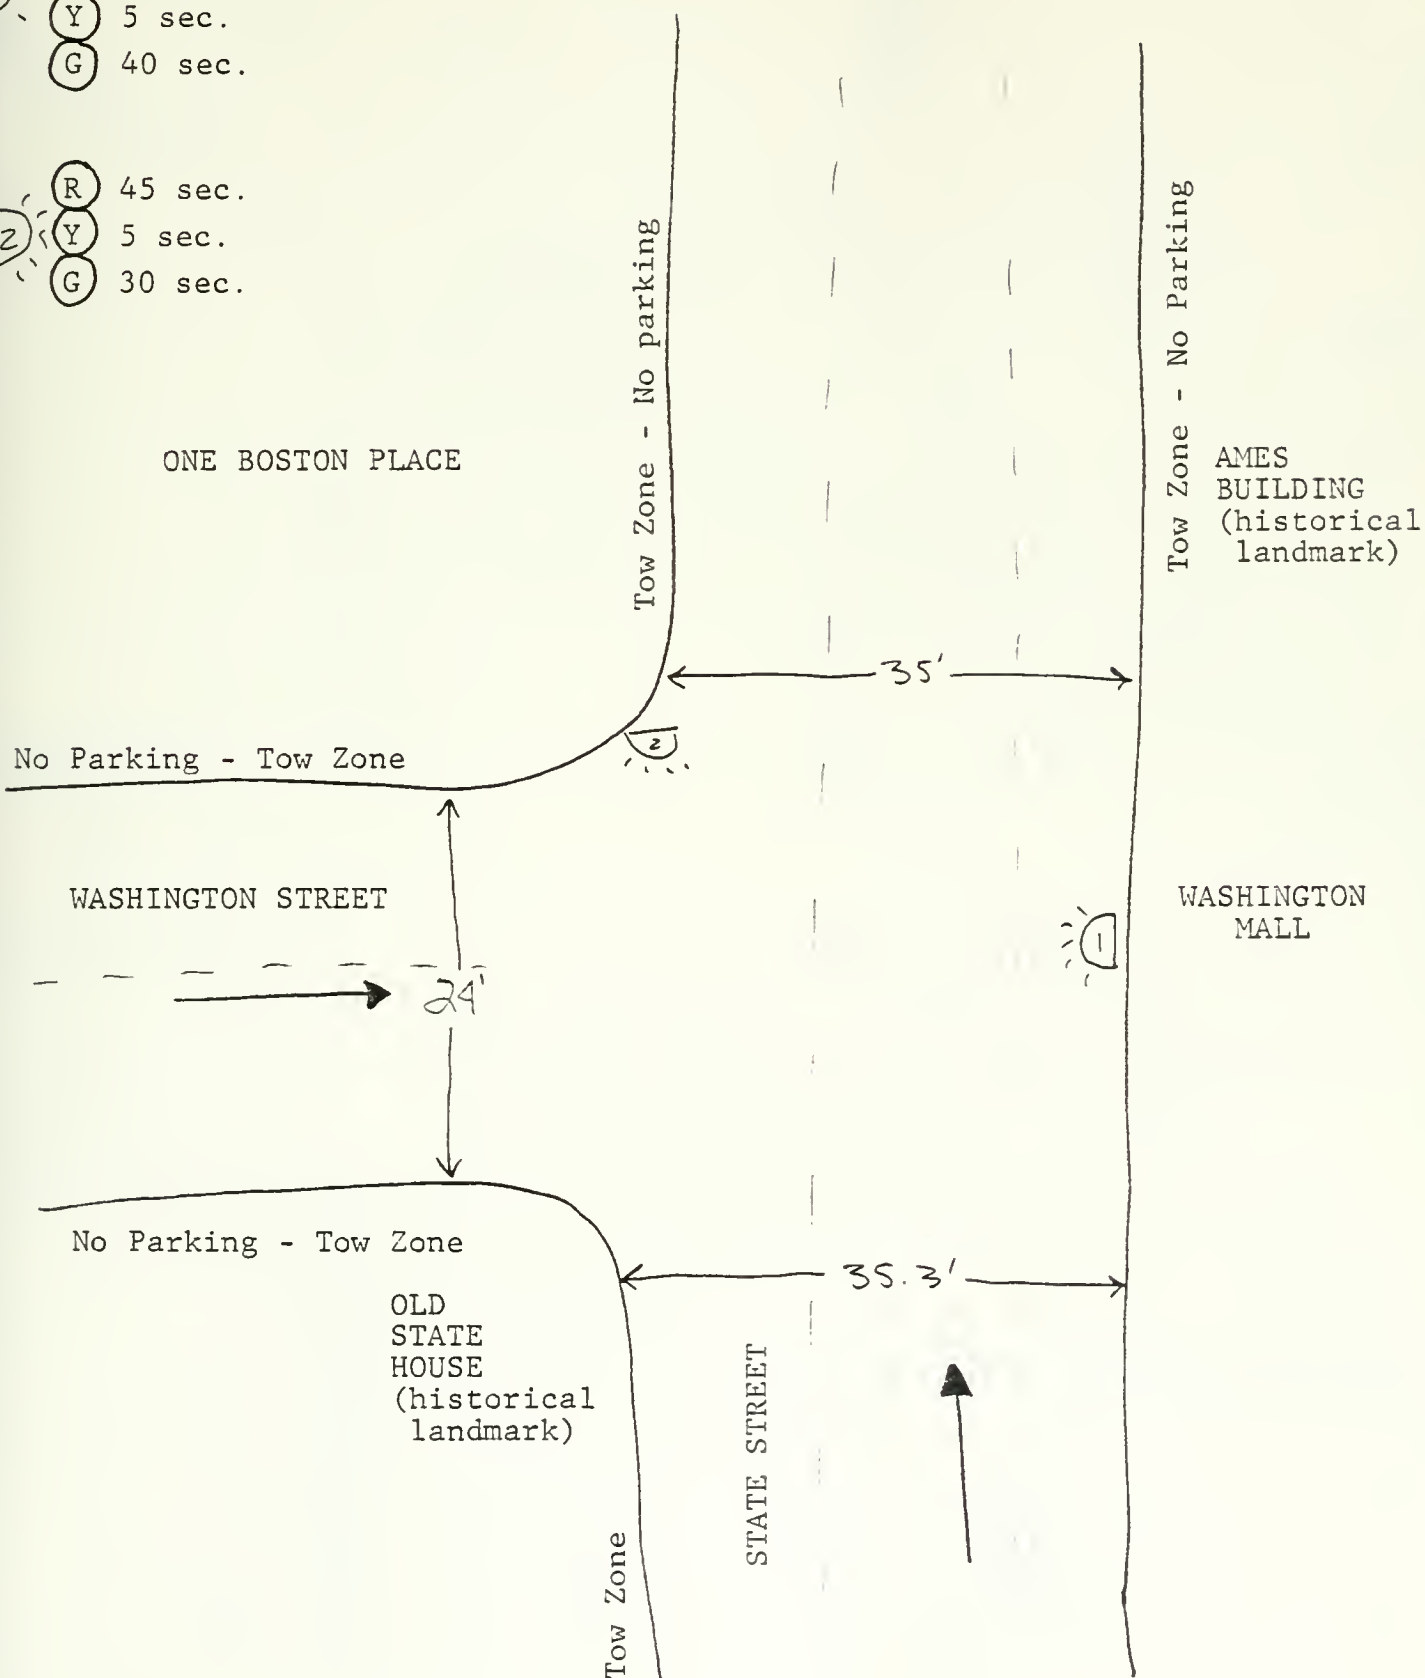 Y 5 sec.
G 40 sec.
R 45 sec.
2 Y 5 sec.
G 30 sec.
Tow Zone - No parking
Tow Zone - No Parking
ONE BOSTON PLACE
AMES
BUILDING
(historical
landmark)
35'
2
No Parking - Tow Zone
WASHINGTON STREET
WASHINGTON
MALL
1
24'
No Parking - Tow Zone
35.3'
OLD
STATE
HOUSE
(historical
landmark)
STATE STREET
Tow Zone